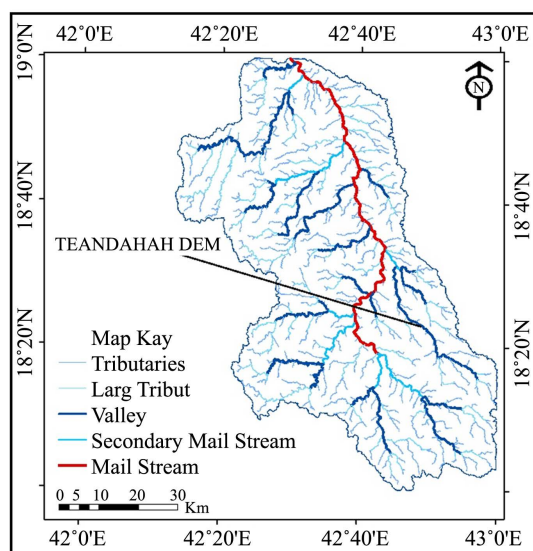 42°0'E 42°20'E 42°40'E 43°0'E
19°0'N
N
18°40'N 18°40'N
TEANDAHAH DEM
18°20'N 18°20'N
Map Kay
Tributaries
Larg Tribut
Valley
Secondary Mail Stream
Mail Stream
0 5 10 20 30
Km
42°0'E 42°20'E 42°40'E 43°0'E